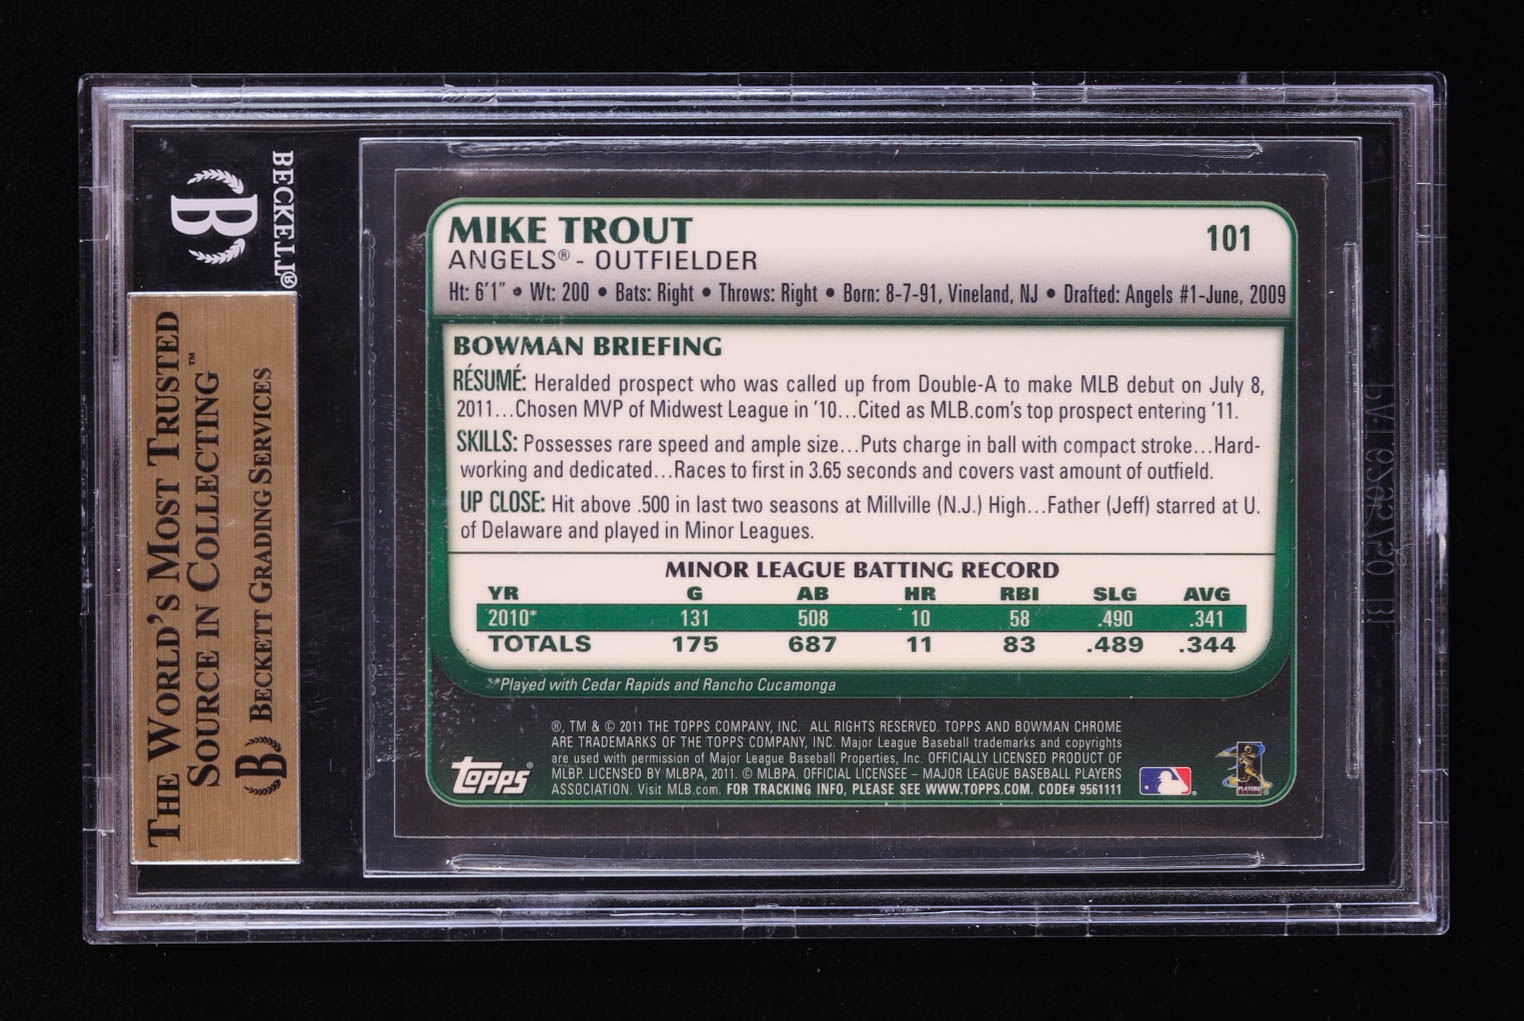 BECKETT®
B
THE WORLD'S MOST TRUSTED
SOURCE IN COLLECTING™
B BECKETT GRADING SERVICES
MIKE TROUT
101
ANGELS® - OUTFIELDER
Ht: 6'1" • Wt: 200 • Bats: Right • Throws: Right • Born: 8-7-91, Vineland, NJ • Drafted: Angels #1-June, 2009
BOWMAN BRIEFING
RÉSUMÉ: Heralded prospect who was called up from Double-A to make MLB debut on July 8,
2011...Chosen MVP of Midwest League in '10...Cited as MLB.com's top prospect entering '11.
SKILLS: Possesses rare speed and ample size...Puts charge in ball with compact stroke...Hard-
working and dedicated...Races to first in 3.65 seconds and covers vast amount of outfield.
UP CLOSE: Hit above .500 in last two seasons at Millville (N.J.) High...Father (Jeff) starred at U.
of Delaware and played in Minor Leagues.
MINOR LEAGUE BATTING RECORD
YR G AB HR RBI SLG AVG
2010* 131 508 10 58 .490 .341
TOTALS 175 687 11 83 .489 .344
*Played with Cedar Rapids and Rancho Cucamonga
®, TM & © 2011 THE TOPPS COMPANY, INC. ALL RIGHTS RESERVED. TOPPS AND BOWMAN CHROME
ARE TRADEMARKS OF THE TOPPS COMPANY, INC. Major League Baseball trademarks and copyrights
are used with permission of Major League Baseball Properties, Inc. OFFICIALLY LICENSED PRODUCT OF
MLBP. LICENSED BY MLBPA, 2011. © MLBPA. OFFICIAL LICENSEE – MAJOR LEAGUE BASEBALL PLAYERS
ASSOCIATION. Visit MLB.com. FOR TRACKING INFO, PLEASE SEE WWW.TOPPS.COM. CODE# 9561111
Topps®
PLAYERS